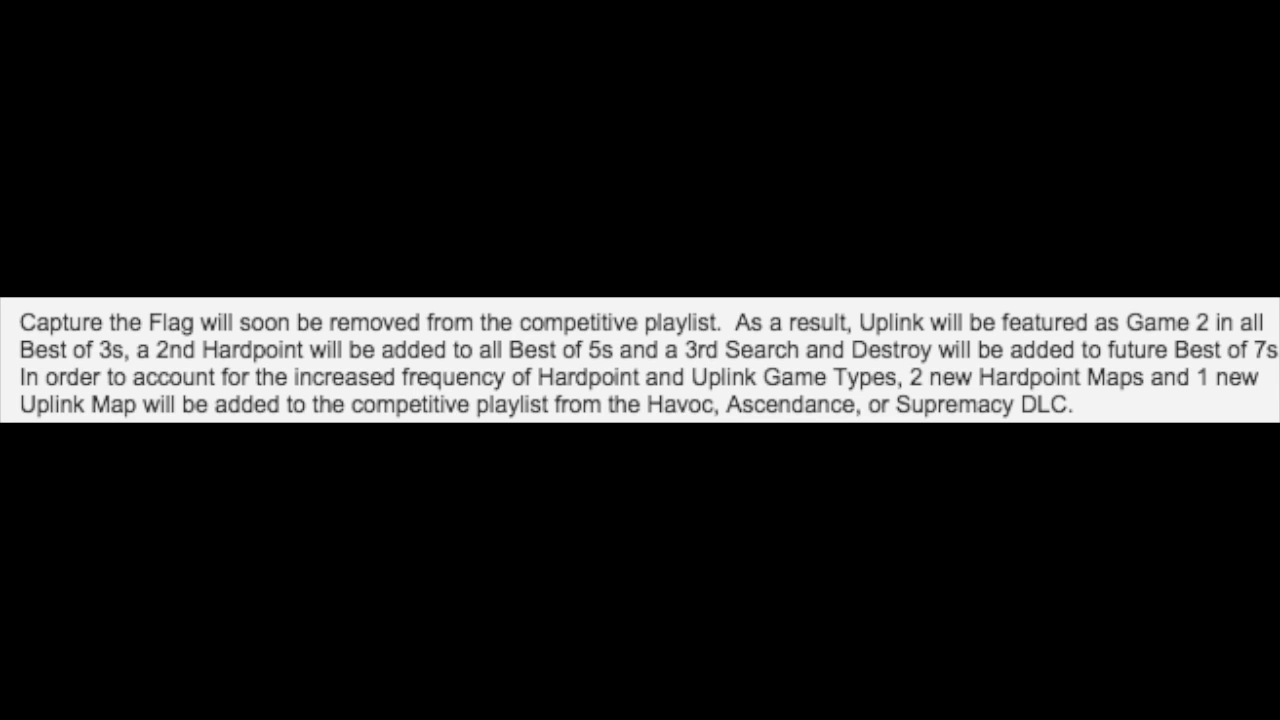 Capture the Flag will soon be removed from the competitive playlist.  As a result, Uplink will be featured as Game 2 in all
Best of 3s, a 2nd Hardpoint will be added to all Best of 5s and a 3rd Search and Destroy will be added to future Best of 7s
In order to account for the increased frequency of Hardpoint and Uplink Game Types, 2 new Hardpoint Maps and 1 new
Uplink Map will be added to the competitive playlist from the Havoc, Ascendance, or Supremacy DLC.